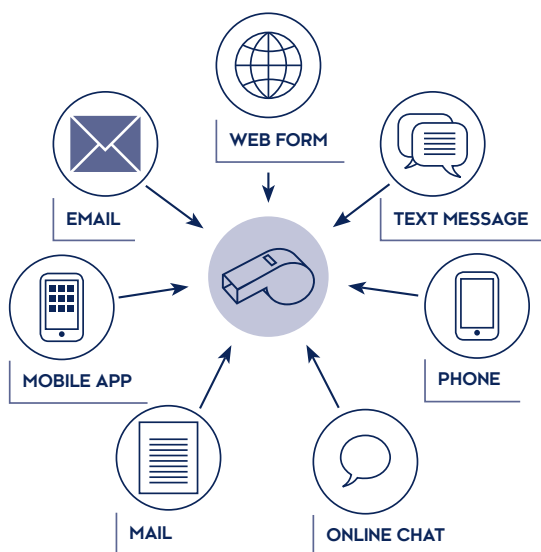 WEB FORM
EMAIL
TEXT MESSAGE
MOBILE APP
PHONE
MAIL
ONLINE CHAT